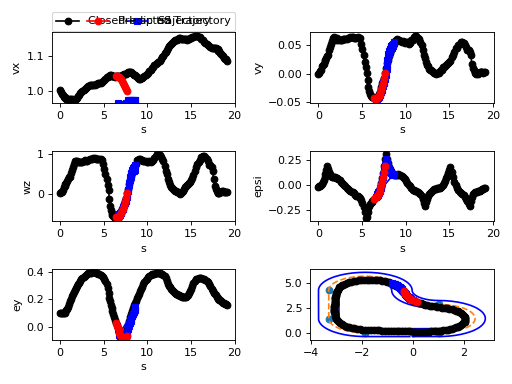 Trajectory
vx
1.1
1.0
0 5 10 15 20
s
vy
0.05
0.00
−0.05
0 5 10 15 20
s
wz
1
0
0 5 10 15 20
s
epsi
0.25
0.00
−0.25
0 5 10 15 20
s
ey
0.4
0.2
0.0
0 5 10 15 20
s
5.0
2.5
0.0
−4 −2 0 2